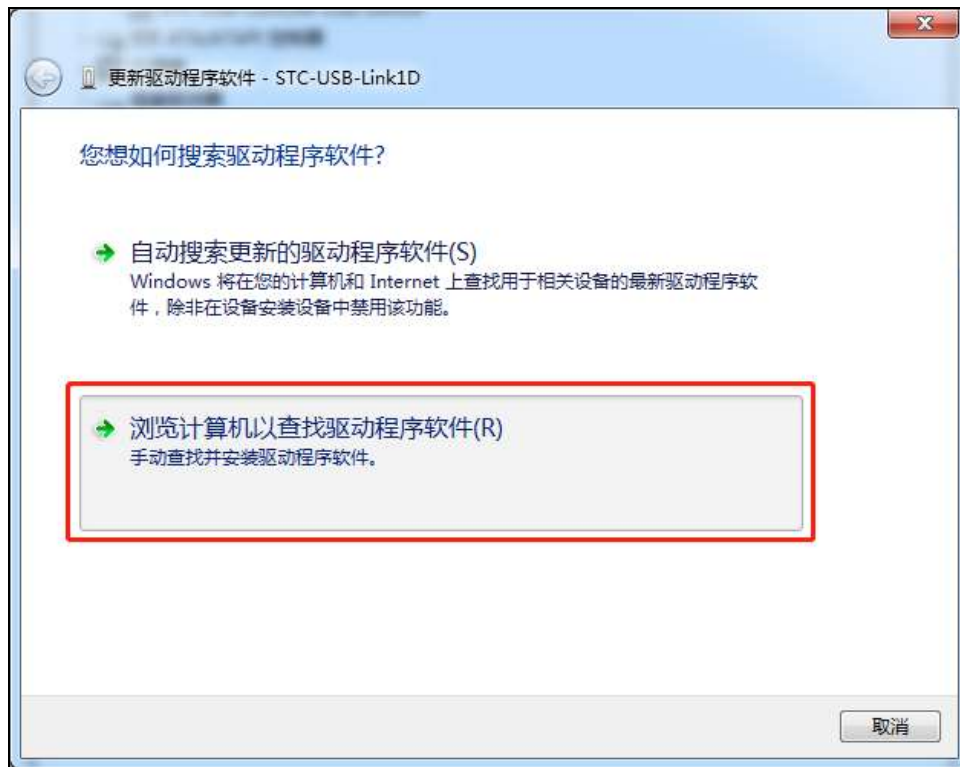 更新驱动程序软件 - STC-USB-Link1D
您想如何搜索驱动程序软件?
自动搜索更新的驱动程序软件(S)
Windows 将在您的计算机和 Internet 上查找用于相关设备的最新驱动程序软
件，除非在设备安装设备中禁用该功能。
浏览计算机以查找驱动程序软件(R)
手动查找并安装驱动程序软件。
取消